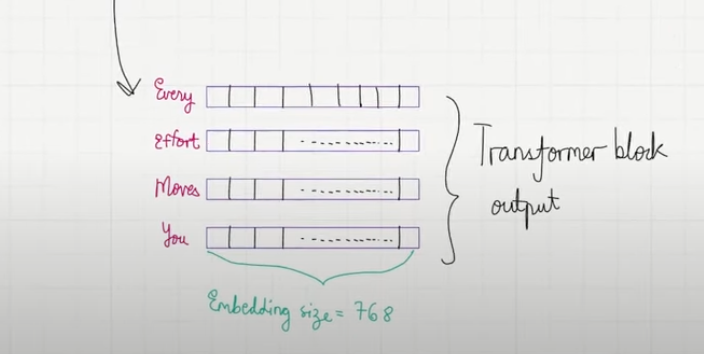 Every
Effort
Moves
You
Transformer block
output
Embedding size = 768